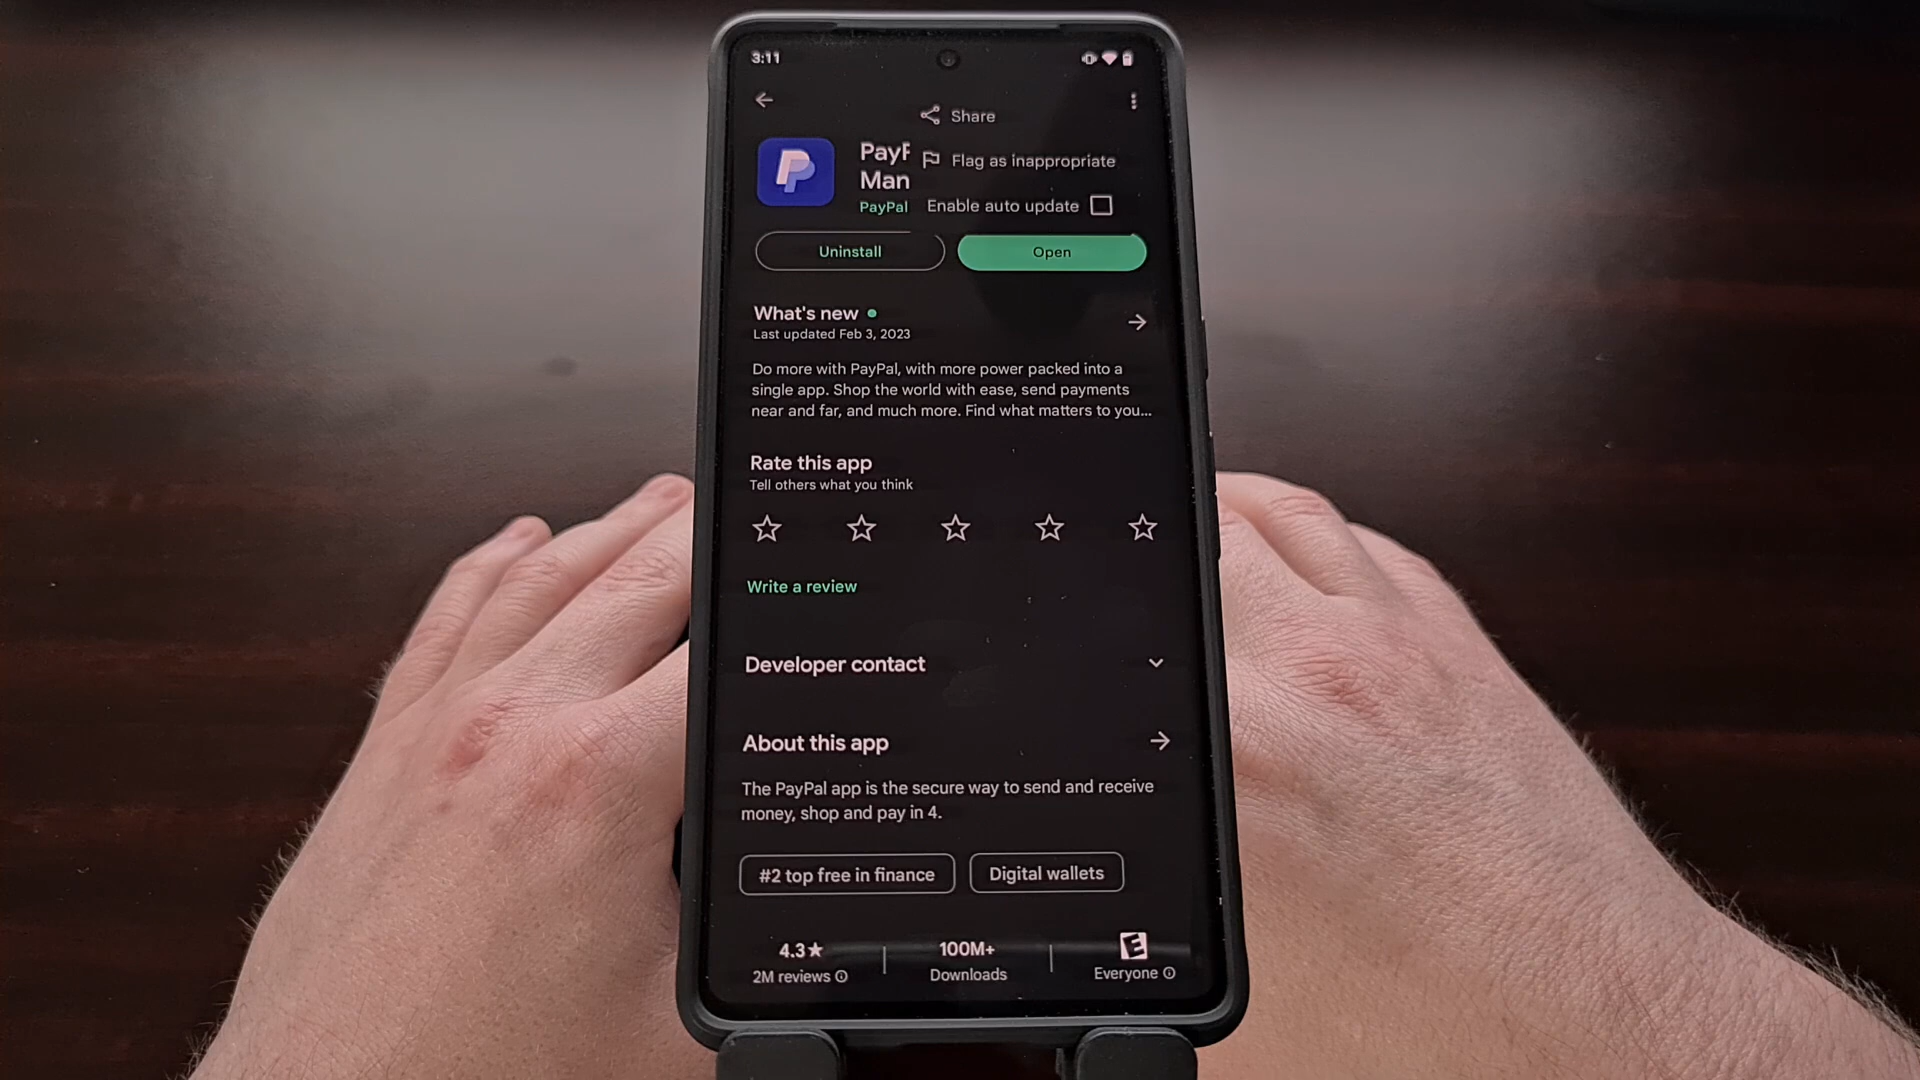 3:11
Share
PayP
Flag as inappropriate
Man
PayPal
Enable auto update
Uninstall
Open
What's new
Last updated Feb 3, 2023
Do more with PayPal, with more power packed into a
single app. Shop the world with ease, send payments
near and far, and much more. Find what matters to you...
Rate this app
Tell others what you think
Write a review
Developer contact
About this app
The PayPal app is the secure way to send and receive
money, shop and pay in 4.
#2 top free in finance
Digital wallets
4.3★
100M+
E
2M reviews
Downloads
Everyone